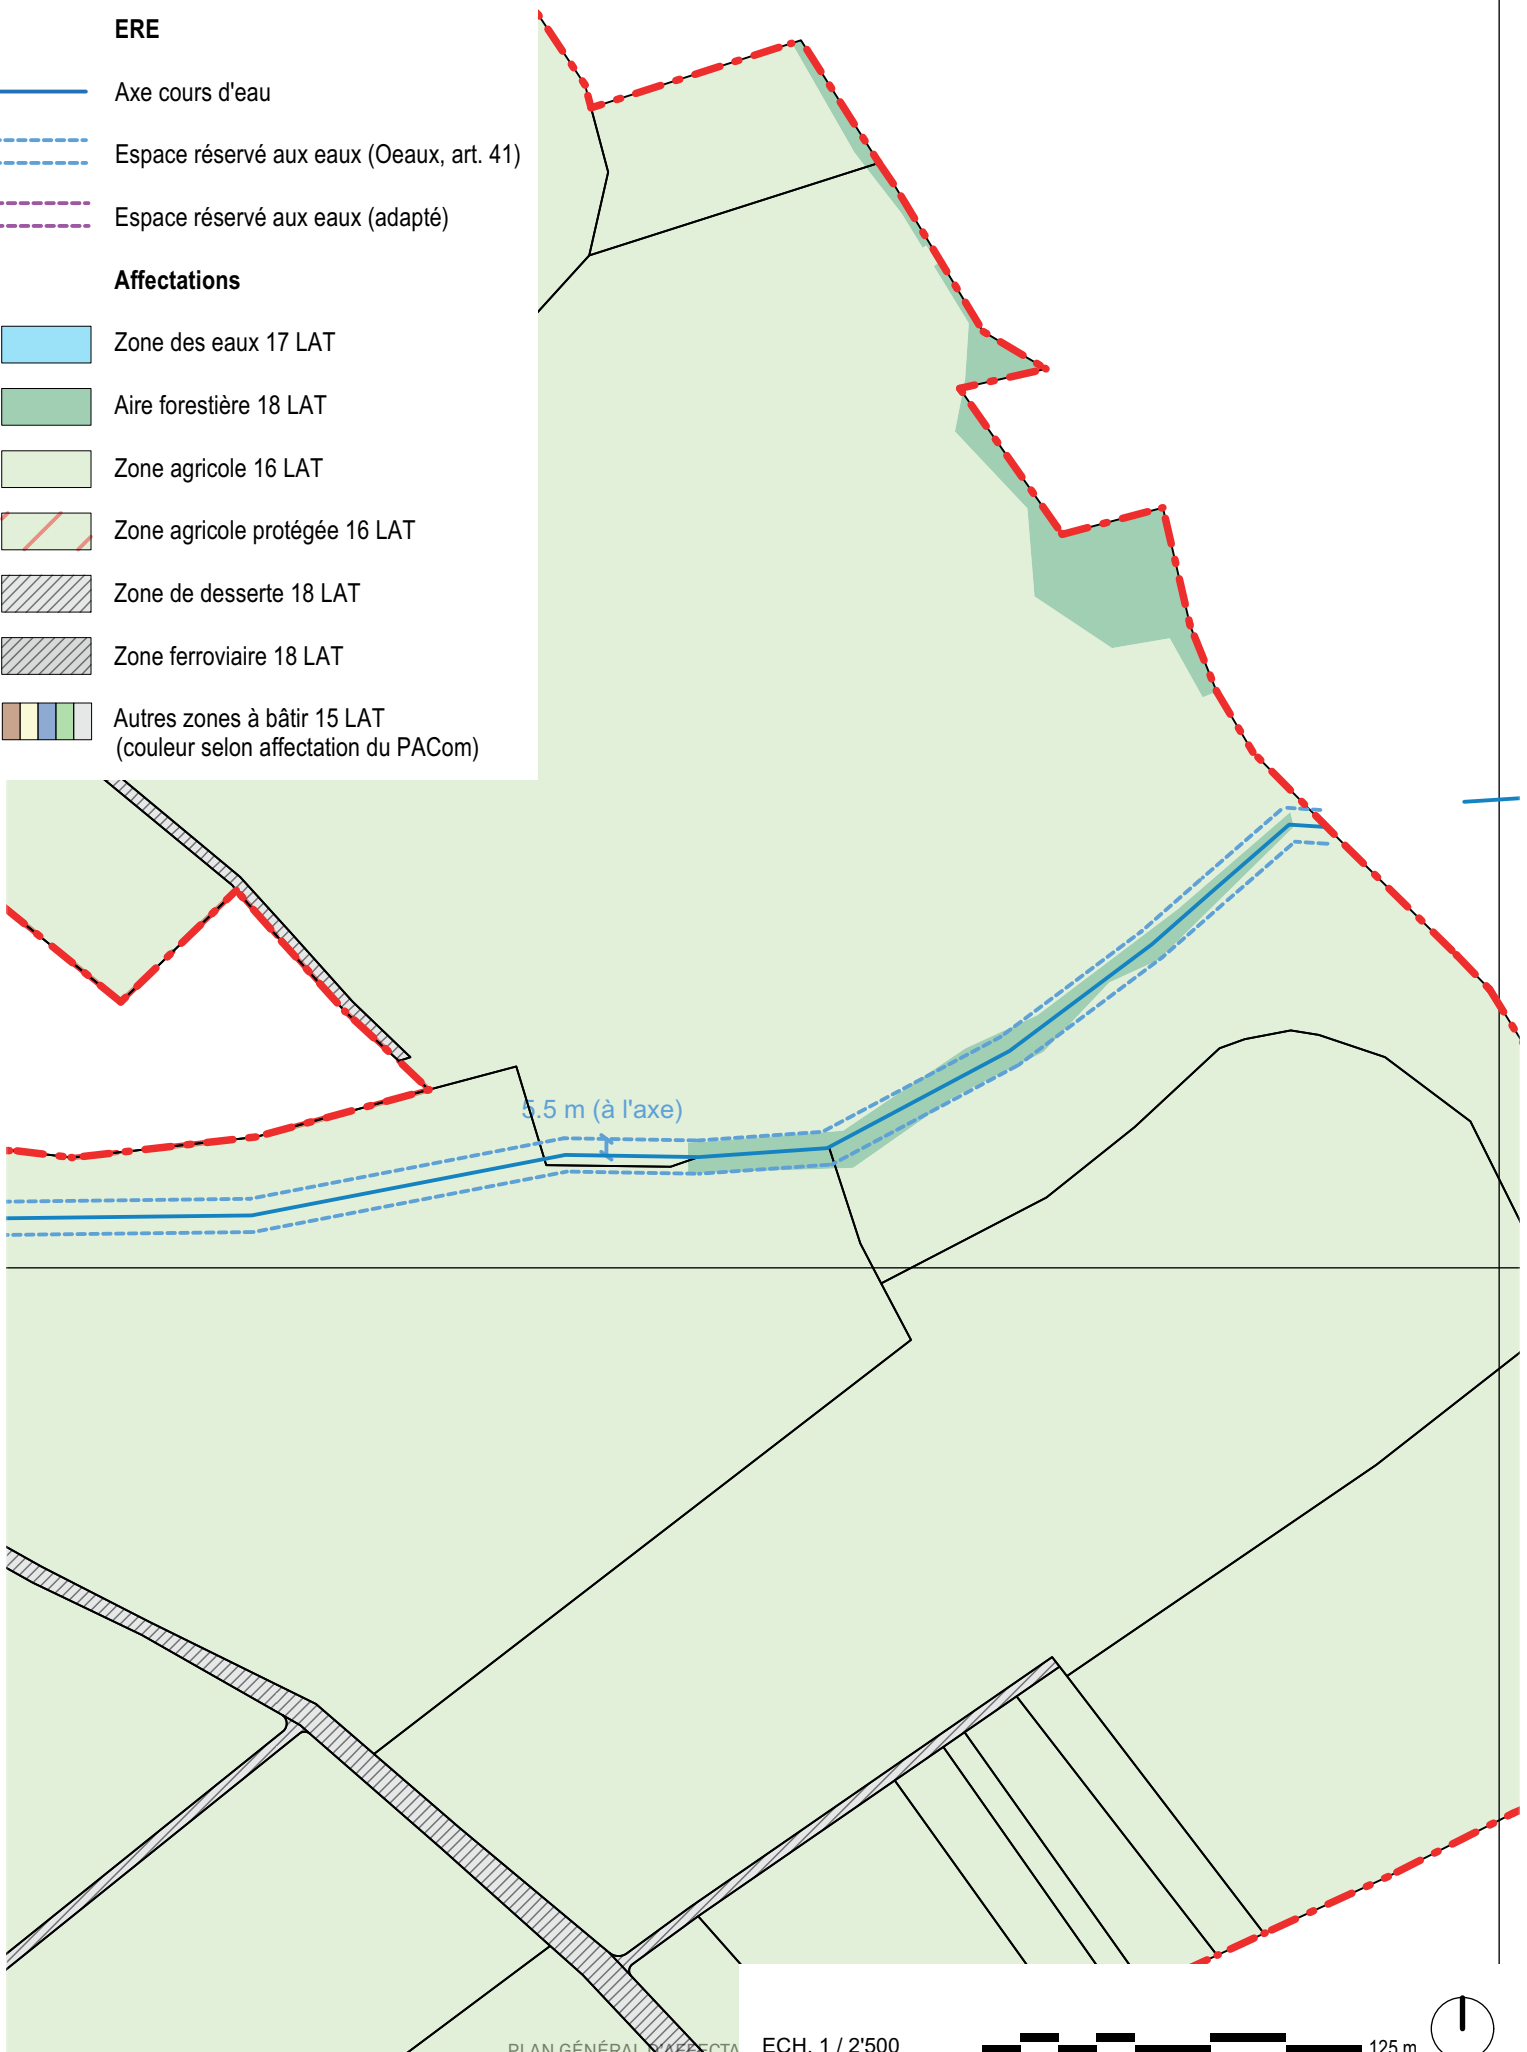 ERE
Axe cours d'eau
Espace réservé aux eaux (Oeaux, art. 41)
Espace réservé aux eaux (adapté)
Affectations
Zone des eaux 17 LAT
Aire forestière 18 LAT
Zone agricole 16 LAT
Zone agricole protégée 16 LAT
Zone de desserte 18 LAT
Zone ferroviaire 18 LAT
Autres zones à bâtir 15 LAT
(couleur selon affectation du PACom)
5.5 m (à l'axe)
PLAN GÉNÉRAL D'AFFECTA
ECH. 1 / 2'500
125 m